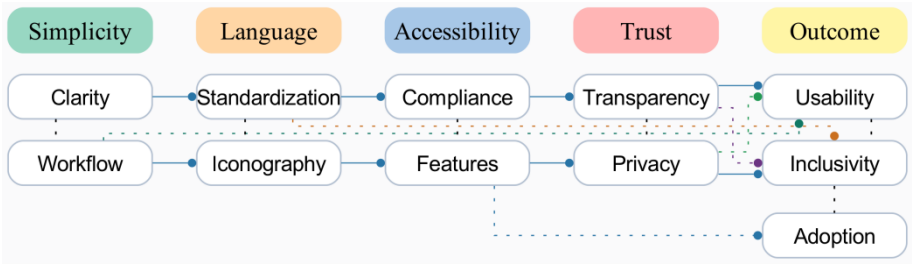 Simplicity Language Accessibility Trust Outcome
Clarity Standardization Compliance Transparency Usability
Workflow Iconography Features Privacy Inclusivity
Adoption